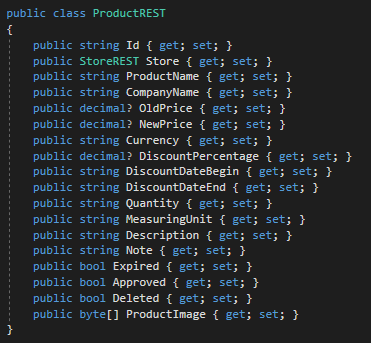 public class ProductREST
{
public string Id { get; set; }
public StoreREST Store { get; set; }
public string ProductName { get; set; }
public string CompanyName { get; set; }
public decimal? OldPrice { get; set; }
public decimal? NewPrice { get; set; }
public string Currency { get; set; }
public decimal? DiscountPercentage { get; set; }
public string DiscountDateBegin { get; set; }
public string DiscountDateEnd { get; set; }
public string Quantity { get; set; }
public string MeasuringUnit { get; set; }
public string Description { get; set; }
public string Note { get; set; }
public bool Expired { get; set; }
public bool Approved { get; set; }
public bool Deleted { get; set; }
public byte[] ProductImage { get; set; }
}